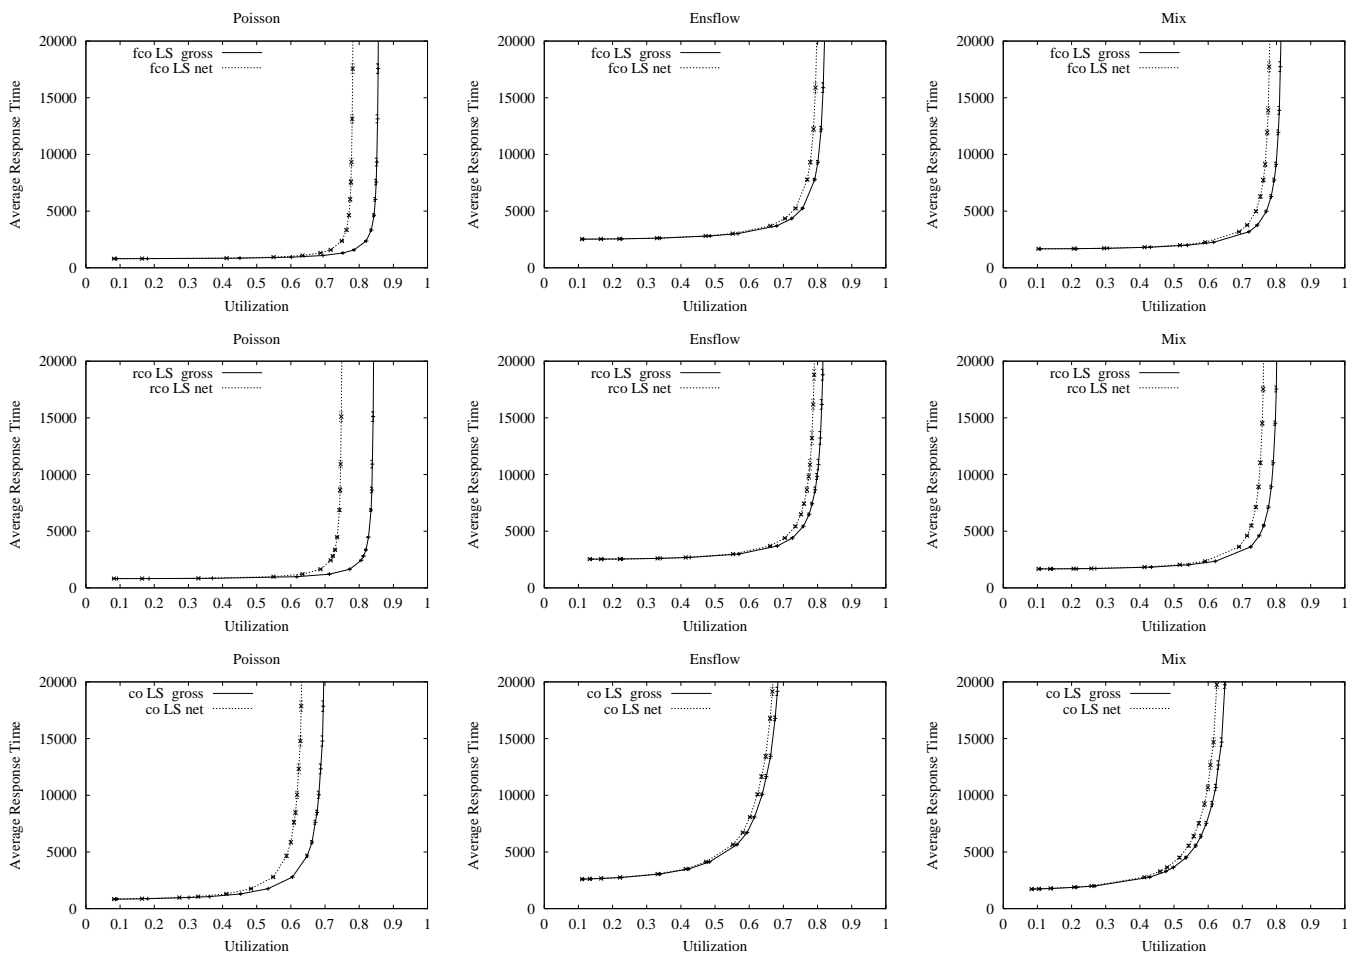 Poisson
20000
15000
10000
5000
0
Average Response Time
fco LS gross
fco LS net
0 0.1 0.2 0.3 0.4 0.5 0.6 0.7 0.8 0.9 1
Utilization
Ensflow
20000
15000
10000
5000
0
Average Response Time
fco LS gross
fco LS net
0 0.1 0.2 0.3 0.4 0.5 0.6 0.7 0.8 0.9 1
Utilization
Mix
20000
15000
10000
5000
0
Average Response Time
fco LS gross
fco LS net
0 0.1 0.2 0.3 0.4 0.5 0.6 0.7 0.8 0.9 1
Utilization
Poisson
20000
15000
10000
5000
0
Average Response Time
rco LS gross
rco LS net
0 0.1 0.2 0.3 0.4 0.5 0.6 0.7 0.8 0.9 1
Utilization
Ensflow
20000
15000
10000
5000
0
Average Response Time
rco LS gross
rco LS net
0 0.1 0.2 0.3 0.4 0.5 0.6 0.7 0.8 0.9 1
Utilization
Mix
20000
15000
10000
5000
0
Average Response Time
rco LS gross
rco LS net
0 0.1 0.2 0.3 0.4 0.5 0.6 0.7 0.8 0.9 1
Utilization
Poisson
20000
15000
10000
5000
0
Average Response Time
co LS gross
co LS net
0 0.1 0.2 0.3 0.4 0.5 0.6 0.7 0.8 0.9 1
Utilization
Ensflow
20000
15000
10000
5000
0
Average Response Time
co LS gross
co LS net
0 0.1 0.2 0.3 0.4 0.5 0.6 0.7 0.8 0.9 1
Utilization
Mix
20000
15000
10000
5000
0
Average Response Time
co LS gross
co LS net
0 0.1 0.2 0.3 0.4 0.5 0.6 0.7 0.8 0.9 1
Utilization